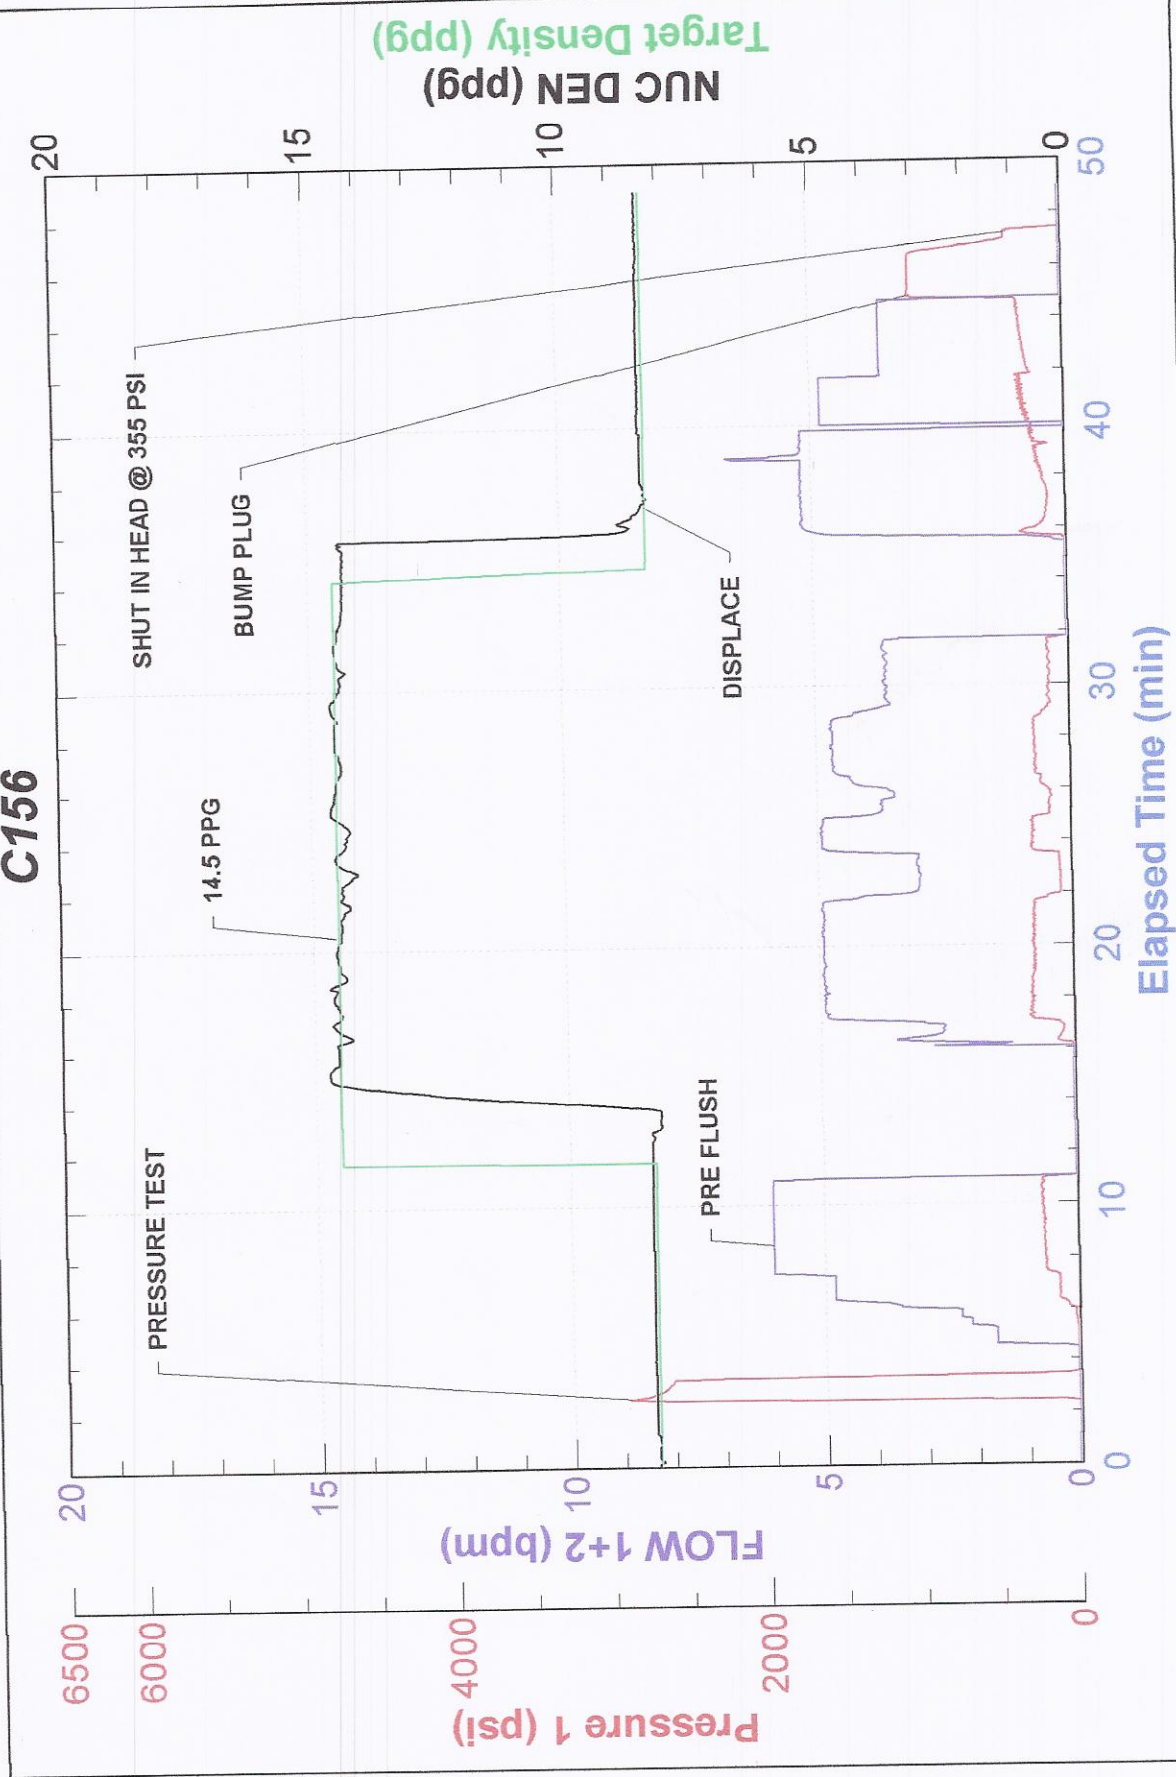 C156
Pressure 1 (psi)
6500
6000
4000
2000
0
FLOW 1+2 (bpm)
20
15
10
5
0
PRESSURE TEST
14.5 PPG
SHUT IN HEAD @ 355 PSI
BUMP PLUG
PRE FLUSH
DISPLACE
20
15
10
5
0
NUC DEN (ppg)
Target Density (ppg)
0
10
20
30
40
50
Elapsed Time (min)